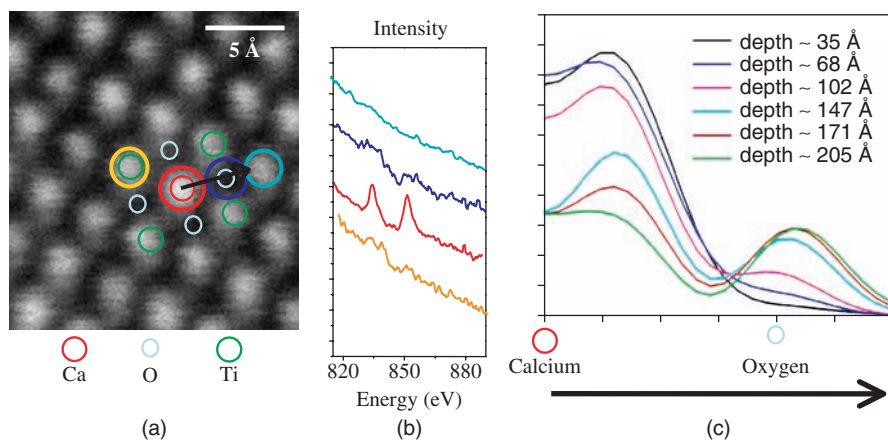 5 Å
Ca
O
Ti
(a)
Intensity
820
850
880
Energy (eV)
(b)
depth ~ 35 Å
depth ~ 68 Å
depth ~ 102 Å
depth ~ 147 Å
depth ~ 171 Å
depth ~ 205 Å
Calcium
Oxygen
(c)